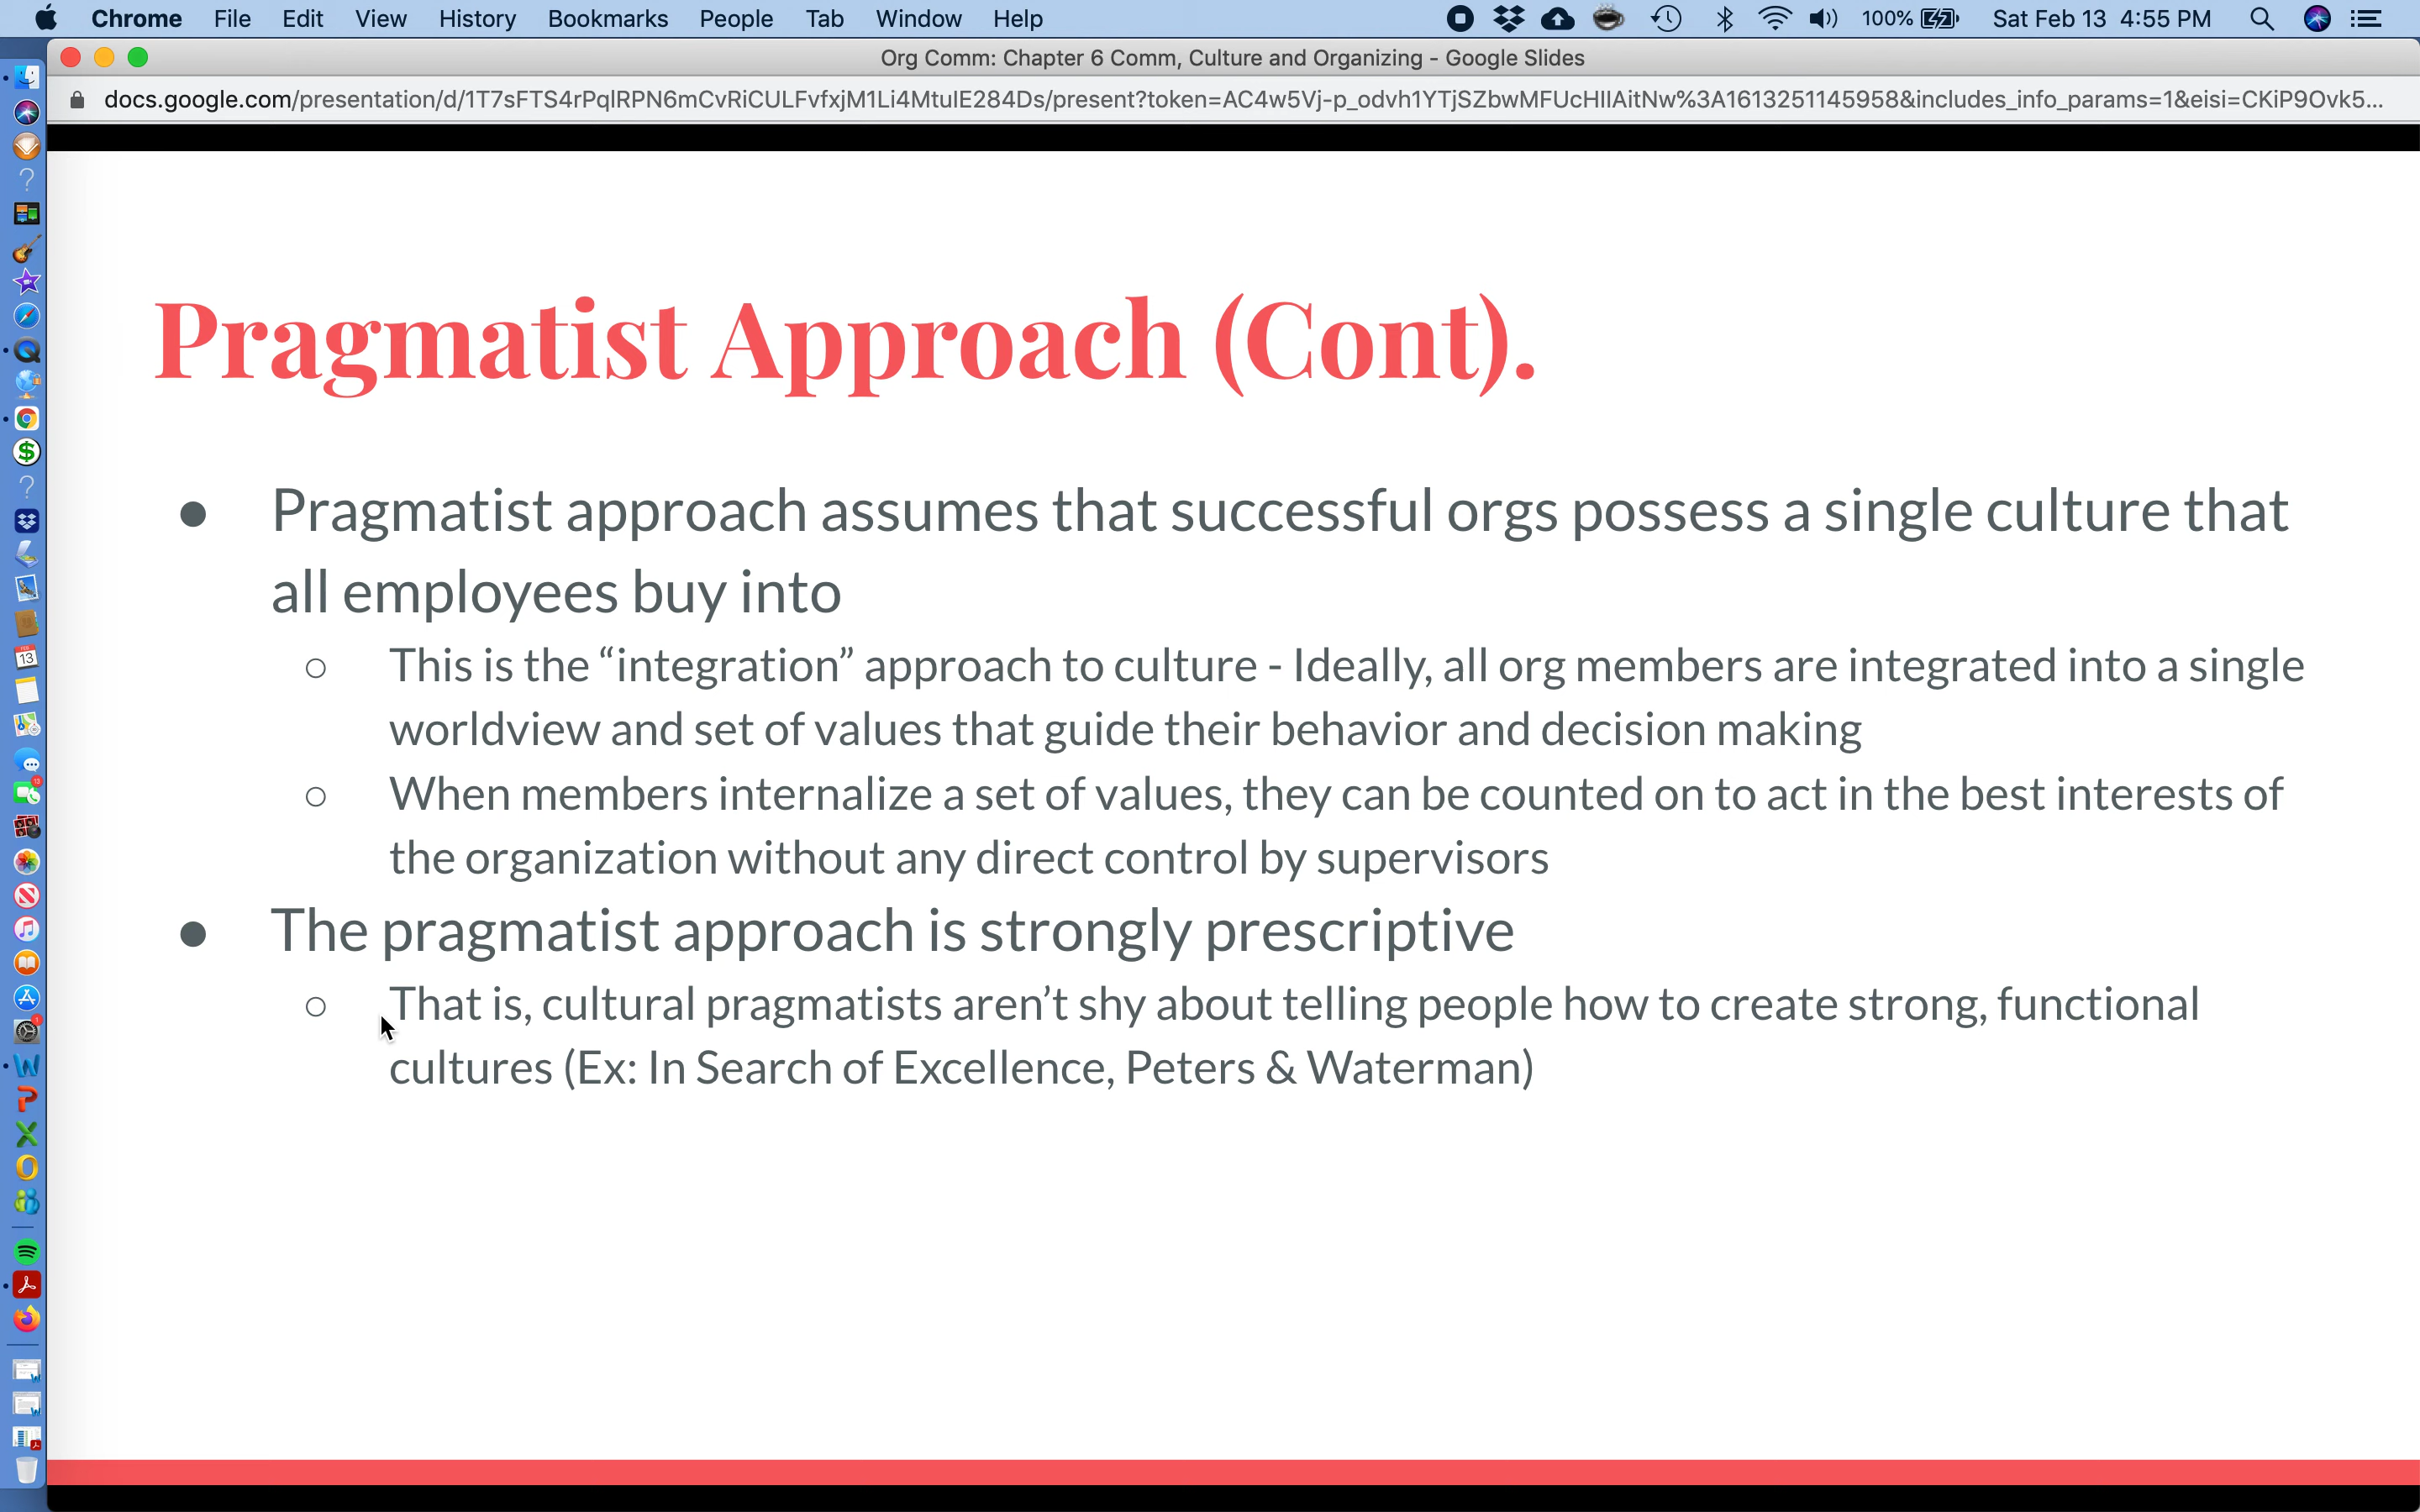 Chrome File Edit View History Bookmarks People Tab Window Help 100% Sat Feb 13 4:55 PM
Org Comm: Chapter 6 Comm, Culture and Organizing - Google Slides
docs.google.com/presentation/d/1T7sFTS4rPqlRPN6mCvRiCULFvfxjM1Li4MtuIE284Ds/present?token=AC4w5Vj-p_odvh1YTjSZbwMFUcHIlAitNw%3A1613251145958&includes_info_params=1&eisi=CKiP9Ovk5...
Pragmatist Approach (Cont).
● Pragmatist approach assumes that successful orgs possess a single culture that
all employees buy into
○ This is the “integration” approach to culture - Ideally, all org members are integrated into a single
worldview and set of values that guide their behavior and decision making
○ When members internalize a set of values, they can be counted on to act in the best interests of
the organization without any direct control by supervisors
● The pragmatist approach is strongly prescriptive
○ That is, cultural pragmatists aren’t shy about telling people how to create strong, functional
cultures (Ex: In Search of Excellence, Peters & Waterman)